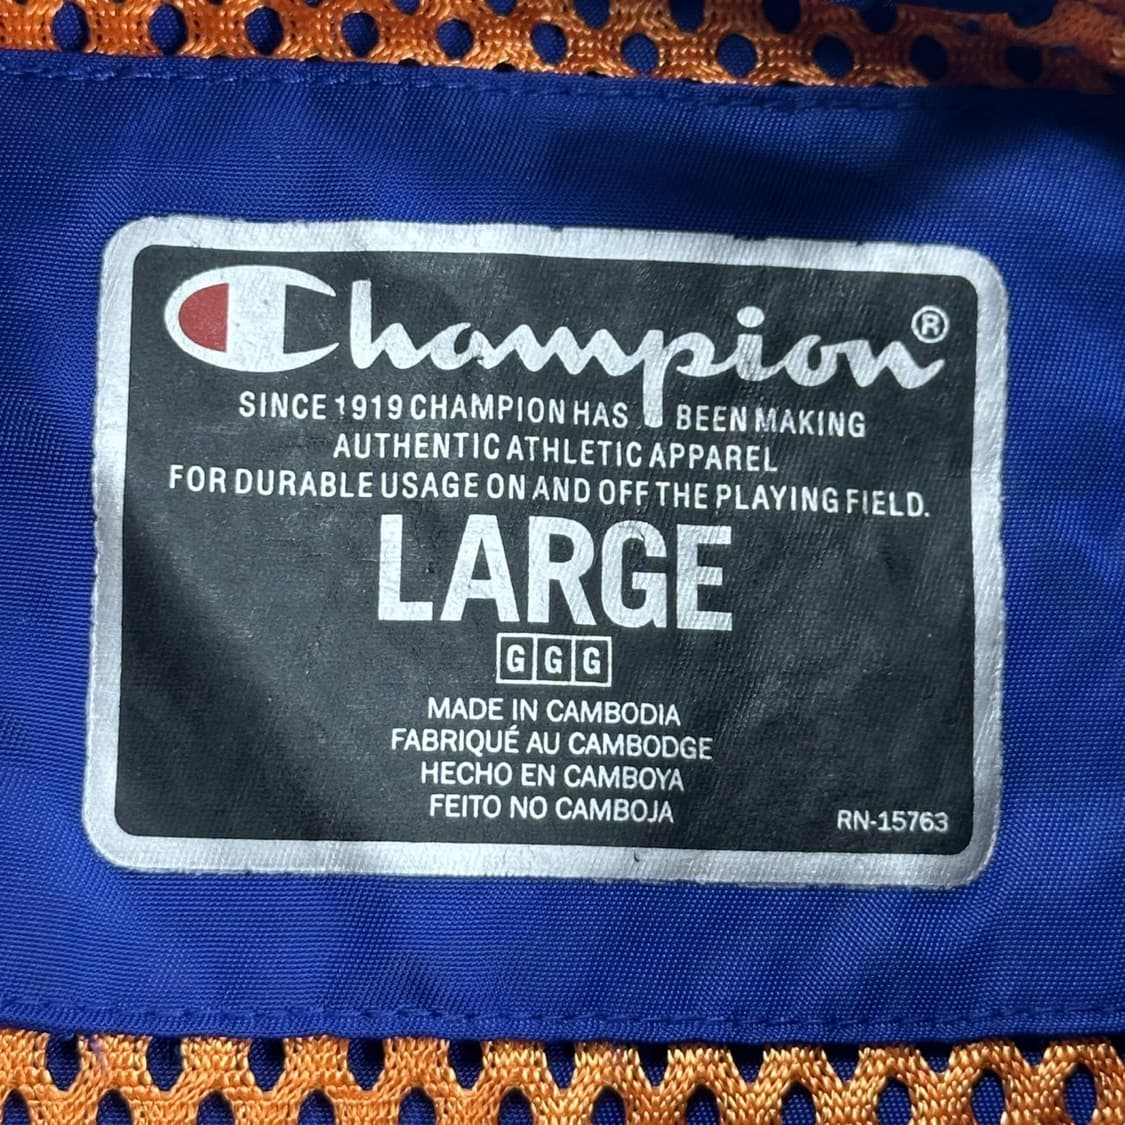 Champion®
SINCE 1919 CHAMPION HAS BEEN MAKING
AUTHENTIC ATHLETIC APPAREL
FOR DURABLE USAGE ON AND OFF THE PLAYING FIELD.
LARGE
G G G
MADE IN CAMBODIA
FABRIQUÉ AU CAMBODGE
HECHO EN CAMBOYA
FEITO NO CAMBOJA
RN-15763